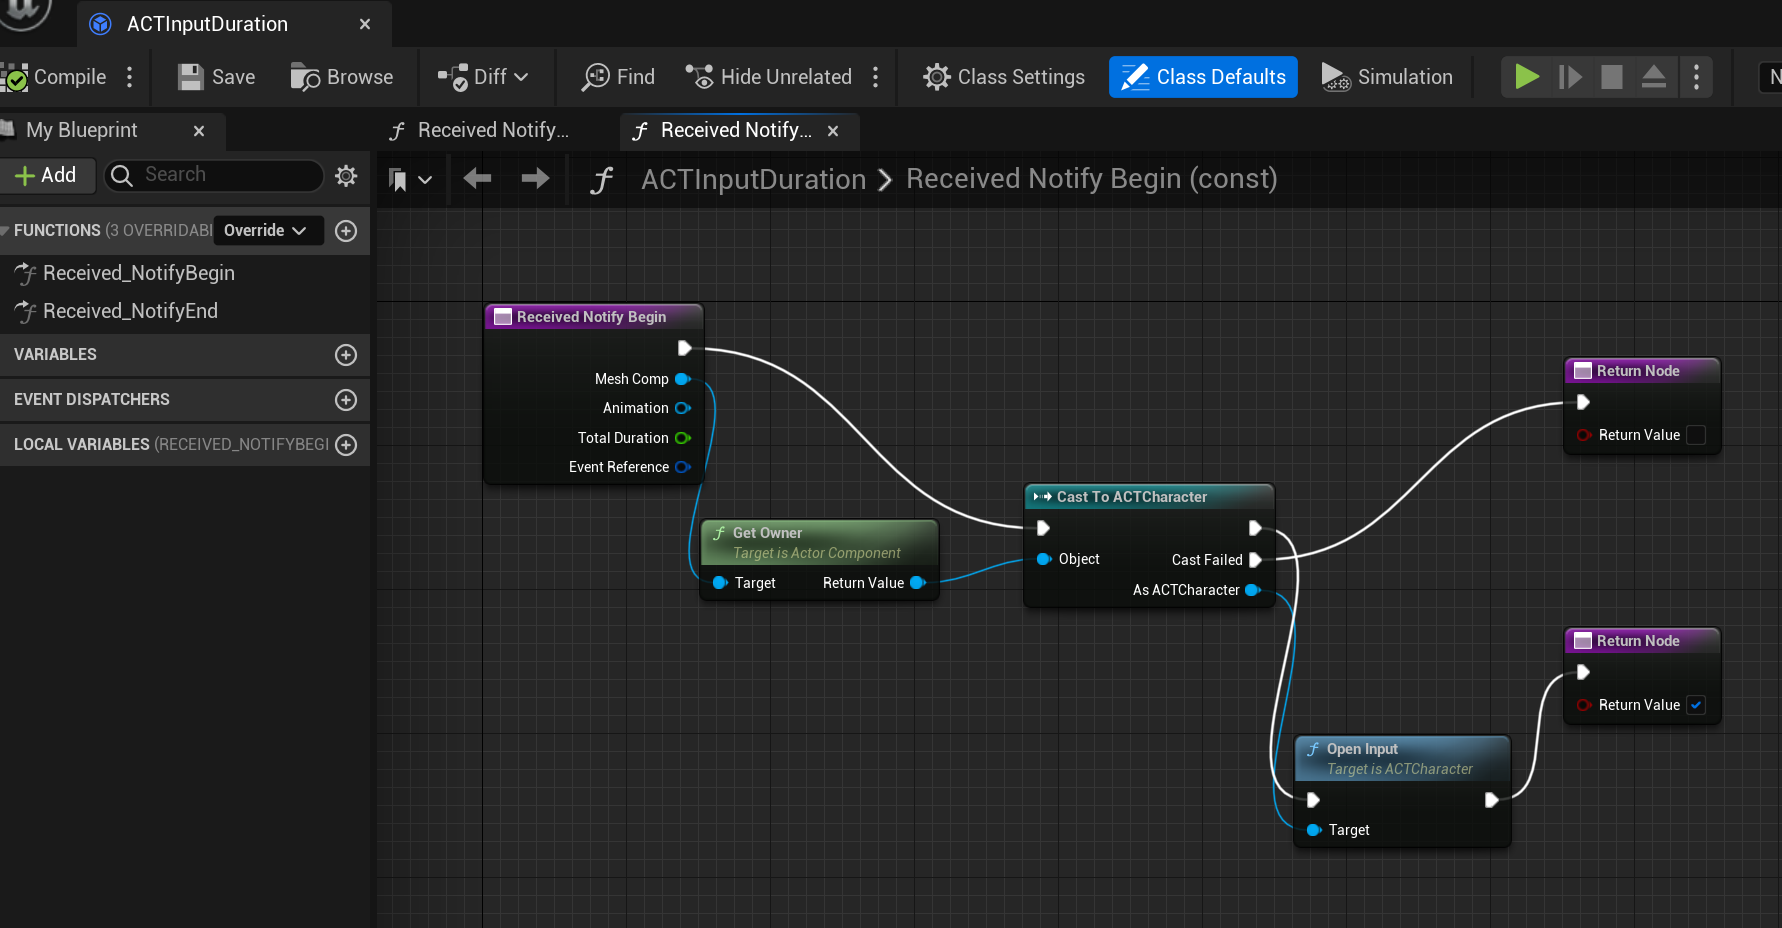 ACTInputDuration
Compile
Save
Browse
Diff
Find
Hide Unrelated
Class Settings
Class Defaults
Simulation
N
My Blueprint
Received Notify...
Received Notify...
Add
Search
ACTInputDuration
Received Notify Begin (const)
FUNCTIONS (3 OVERRIDABL
Override
Received_NotifyBegin
Received_NotifyEnd
VARIABLES
EVENT DISPATCHERS
LOCAL VARIABLES (RECEIVED_NOTIFYBEGI
Received Notify Begin
Mesh Comp
Animation
Total Duration
Event Reference
Get Owner
Target is Actor Component
Target
Return Value
Cast To ACTCharacter
Object
Cast Failed
As ACTCharacter
Return Node
Return Value
Return Node
Return Value
Open Input
Target is ACTCharacter
Target